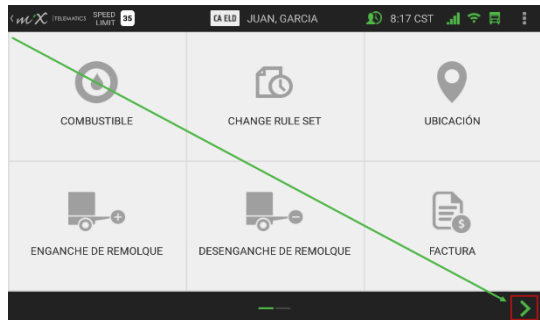 miX TELEMATICS SPEED LIMIT 35 CA ELD JUAN, GARCIA 8:17 CST
COMBUSTIBLE CHANGE RULE SET UBICACIÓN
ENGANCHE DE REMOLQUE DESENGANCHE DE REMOLQUE FACTURA